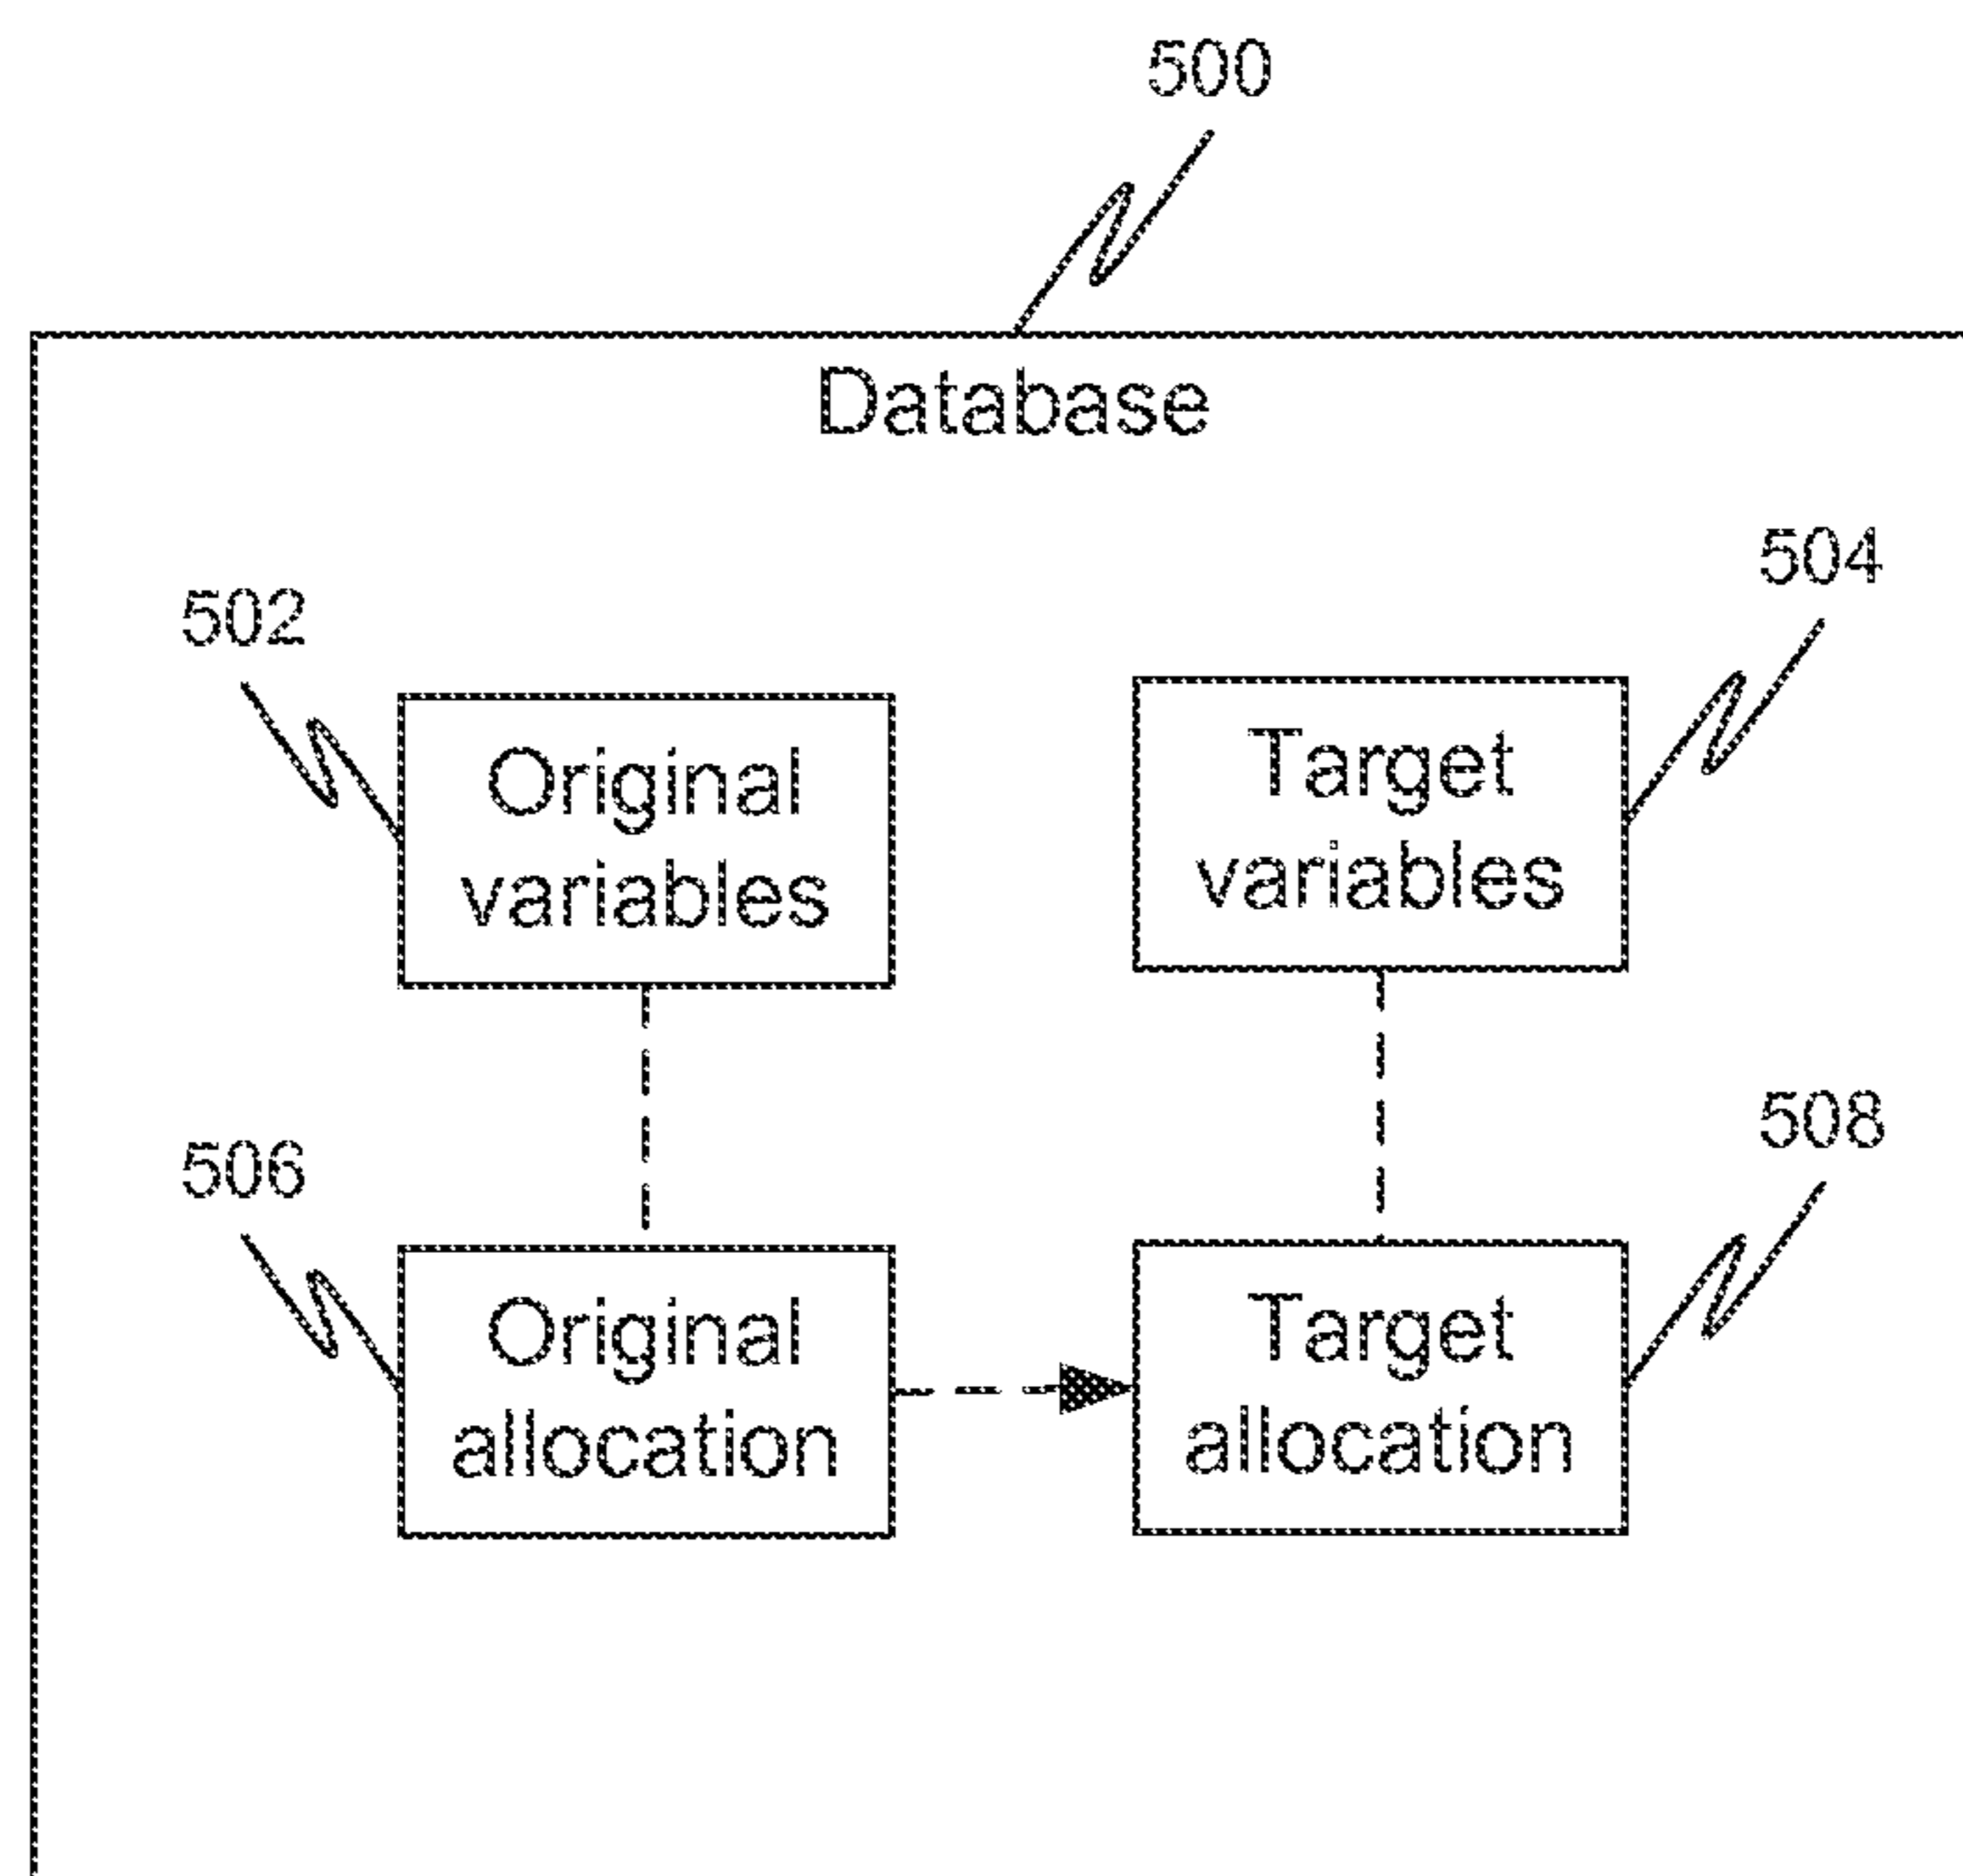 500
Database
502
504
Original
variables
Target
variables
506
508
Original
allocation
Target
allocation